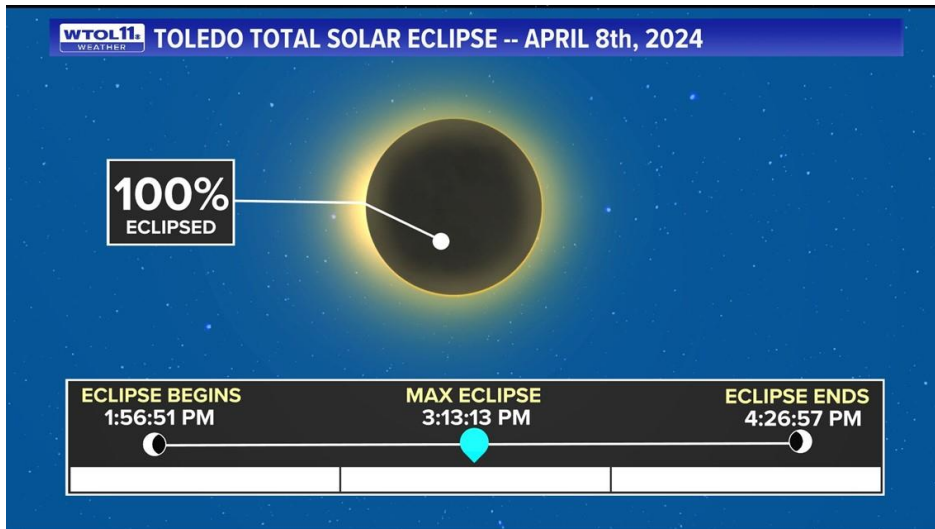 WTOL11
WEATHER
TOLEDO TOTAL SOLAR ECLIPSE -- APRIL 8th, 2024
100%
ECLIPSED
ECLIPSE BEGINS
1:56:51 PM
MAX ECLIPSE
3:13:13 PM
ECLIPSE ENDS
4:26:57 PM